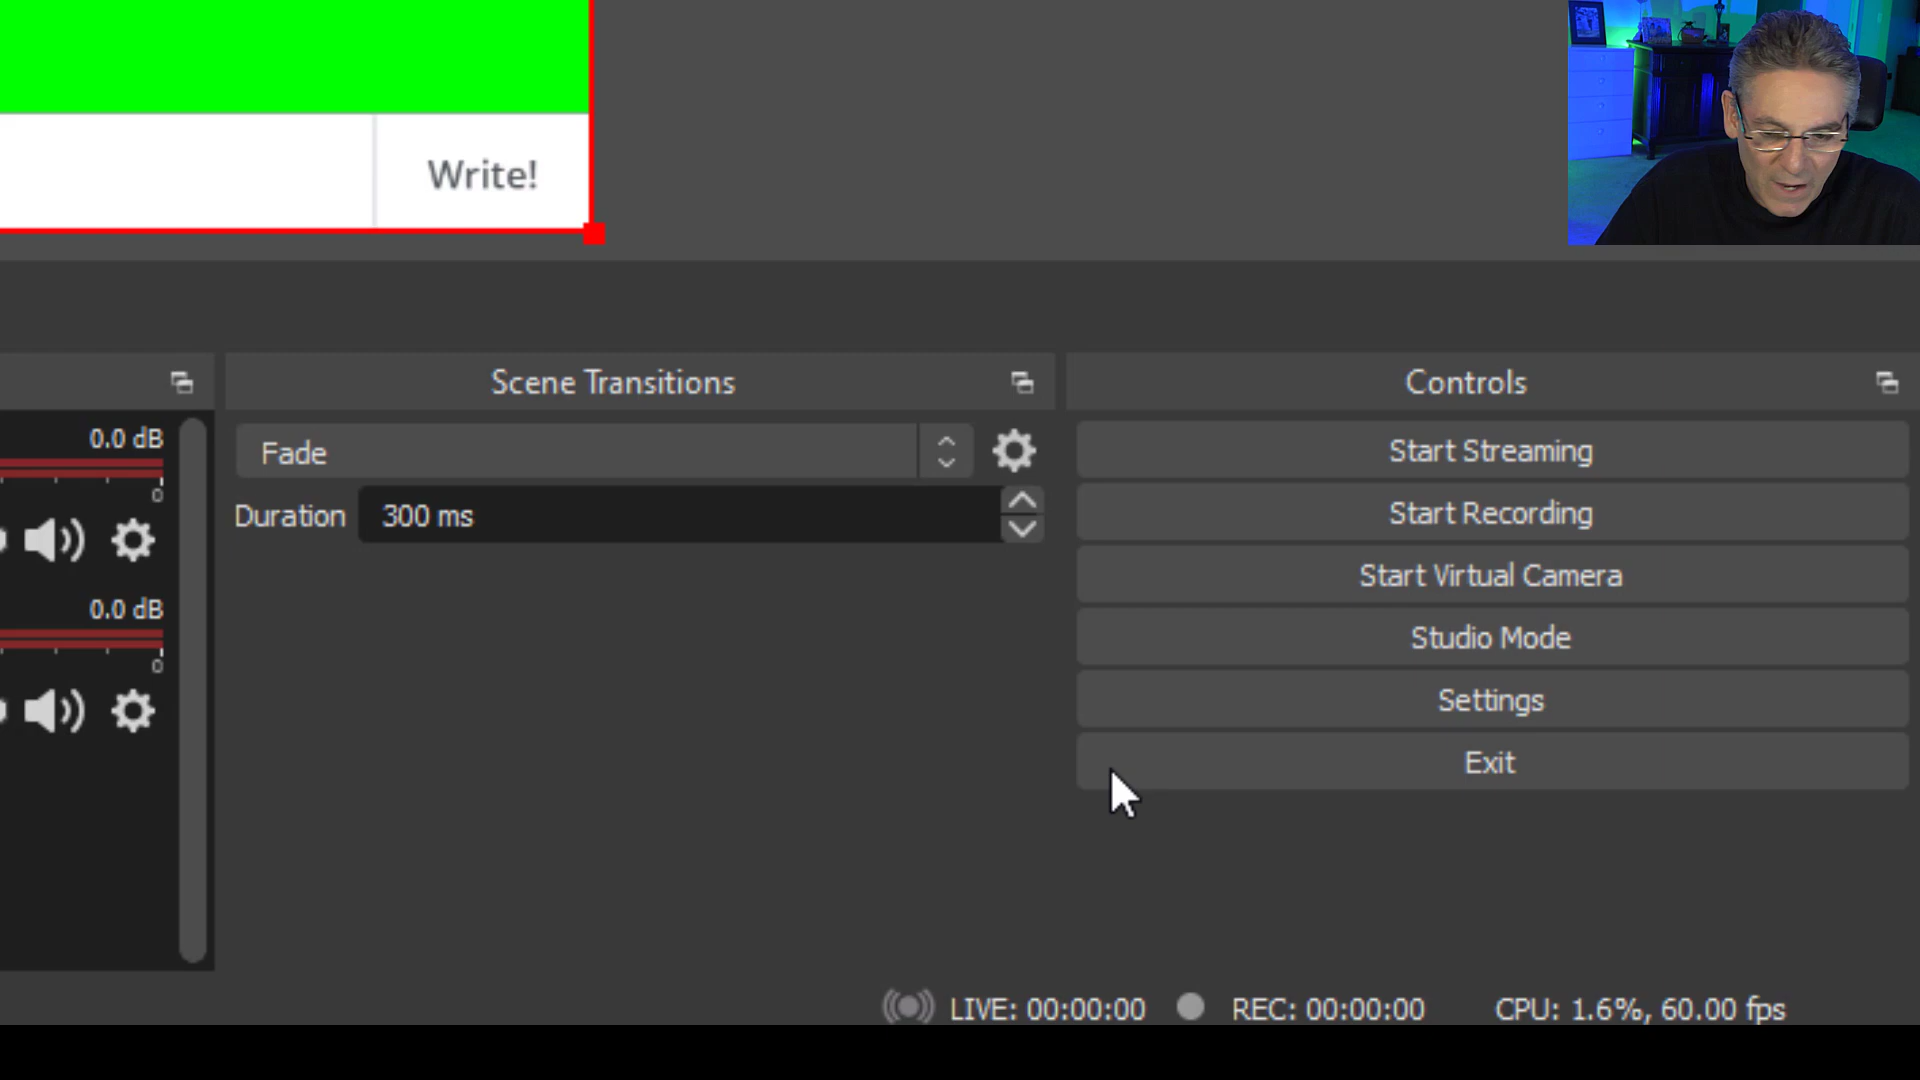 Write!
Scene Transitions
Controls
0.0 dB
0
0.0 dB
0
Fade
Duration 300 ms
Start Streaming
Start Recording
Start Virtual Camera
Studio Mode
Settings
Exit
LIVE: 00:00:00 REC: 00:00:00 CPU: 1.6%, 60.00 fps